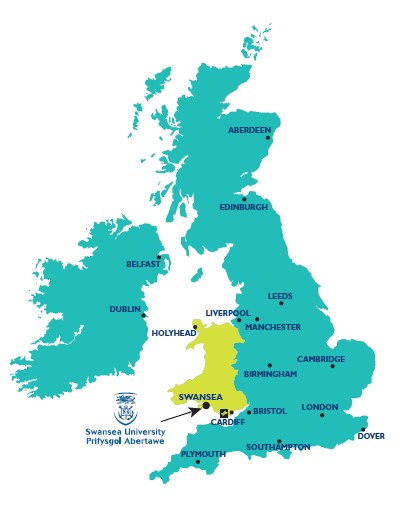 ABERDEEN
EDINBURGH
BELFAST
LEEDS
DUBLIN
LIVERPOOL
MANCHESTER
HOLYHEAD
CAMBRIDGE
BIRMINGHAM
SWANSEA
LONDON
BRISTOL
CARDIFF
Swansea University
Prifysgol Abertawe
DOVER
SOUTHAMPTON
PLYMOUTH